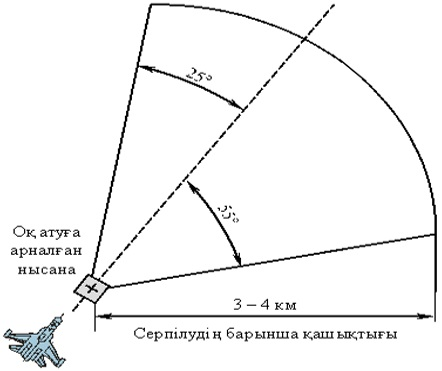 25°
35°
Оқ атуға
арналған
нысана
3 – 4 км
Серпілудің барынша қашықтығы